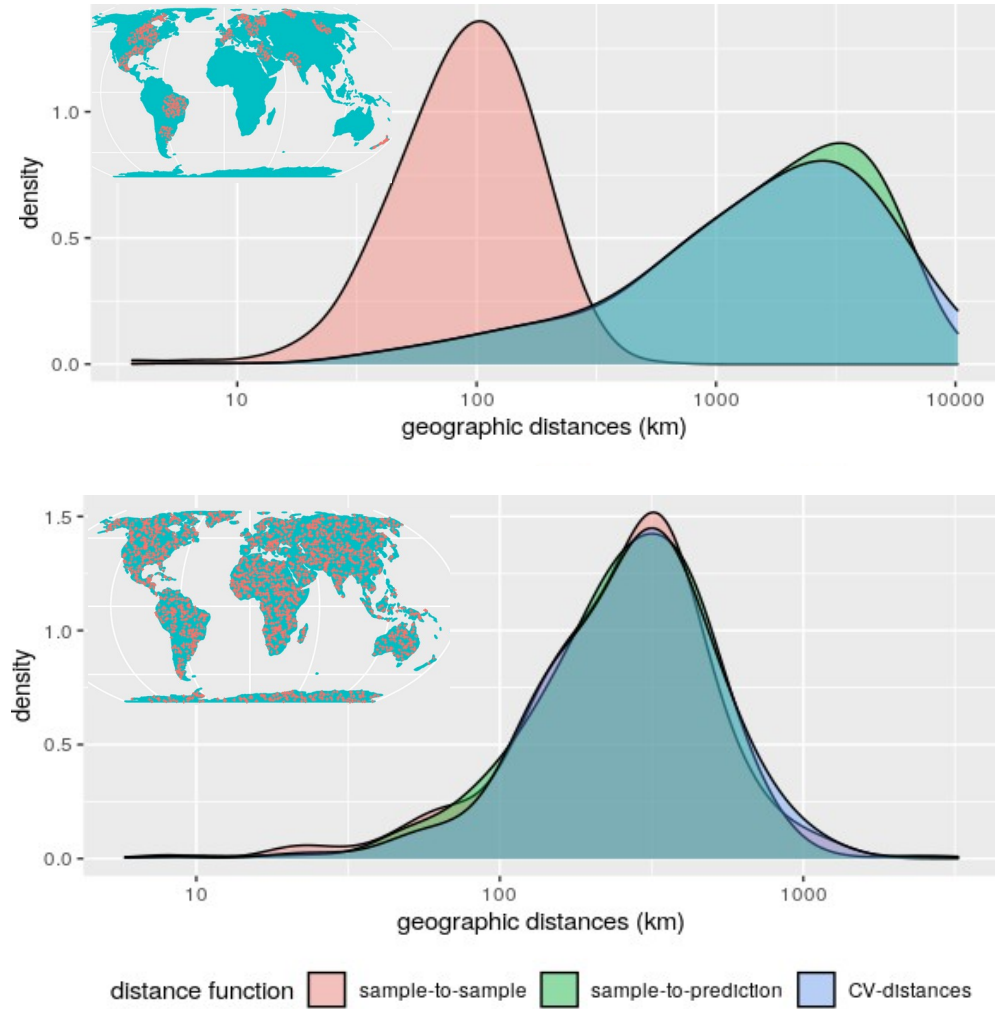 density
1.0
0.5
0.0
10
100
1000
10000
geographic distances (km)
density
1.5
1.0
0.5
0.0
10
100
1000
geographic distances (km)
distance function sample-to-sample sample-to-prediction CV-distances